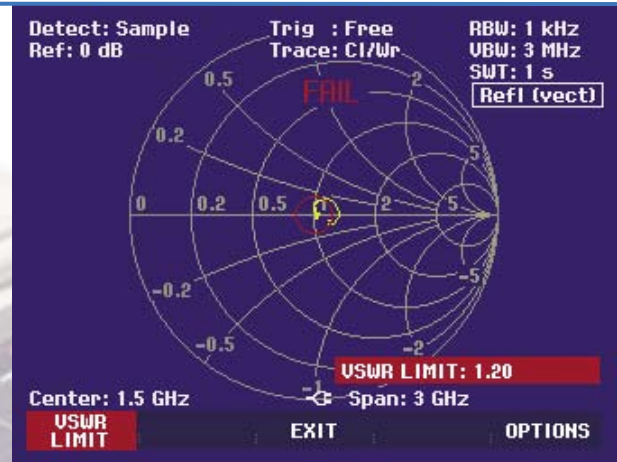 Detect: Sample
Trig : Free
RBW: 1 kHz
Ref: 0 dB
Trace: Cl/Wr
VBW: 3 MHz
SWT: 1 s
Refl (vect)
FAIL
0.5
2
0.2
5
0
0.2
0.5
1
2
5
-0.2
-5
-0.5
-2
-1
VSWR LIMIT: 1.20
Center: 1.5 GHz
Span: 3 GHz
VSWR LIMIT
EXIT
OPTIONS